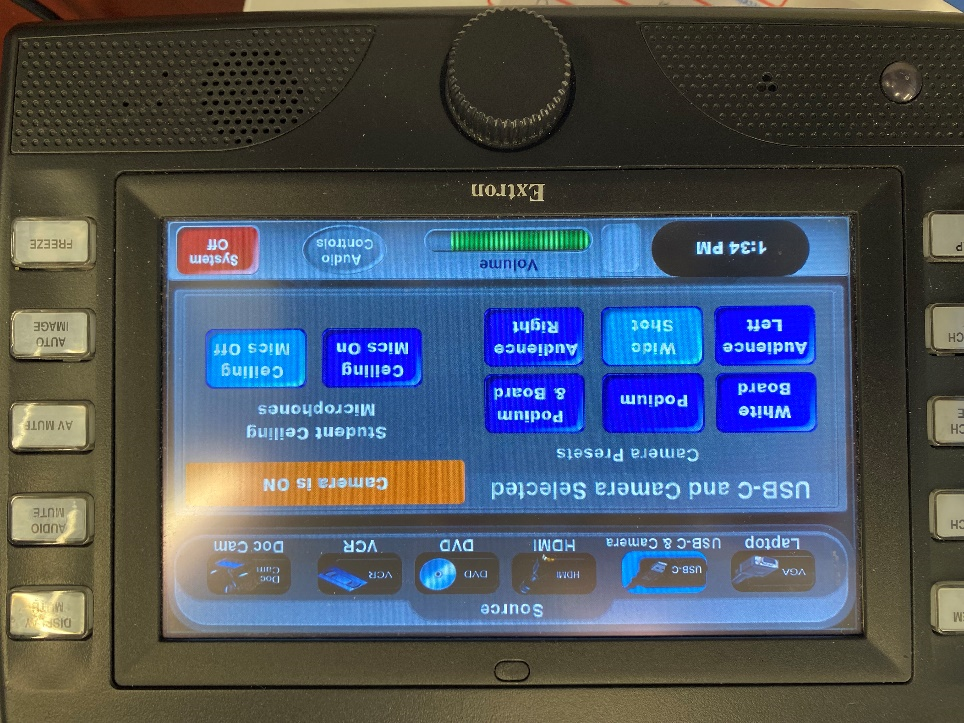 Source
VGA
USB-C
HDMI
DVD
VCR
Doc
Cam
Laptop
USB-C & Camera
HDMI
DVD
VCR
Doc Cam
USB-C and Camera Selected
Camera is ON
Camera Presets
White
Board
Podium
Podium
& Board
Audience
Left
Wide
Shot
Audience
Right
Student Ceiling
Microphones
Ceiling
Mics On
Ceiling
Mics Off
1:34 PM
Volume
Audio
Controls
System
Off
Extron
DISPLAY
MUTE
AUDIO
MUTE
AV MUTE
AUTO
IMAGE
FREEZE